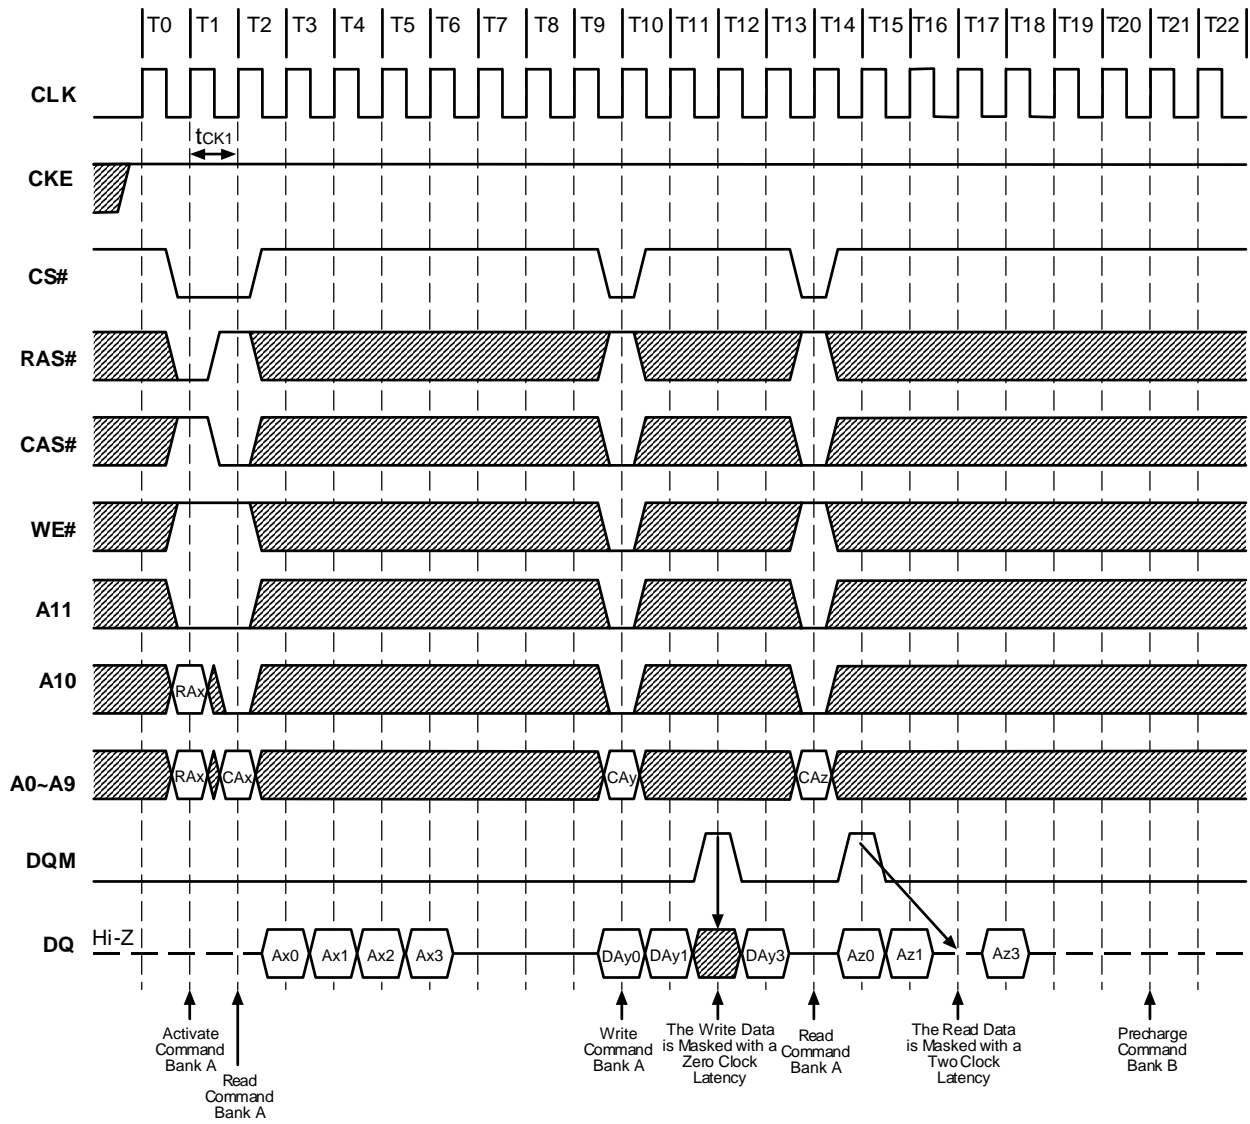 T0 T1 T2 T3 T4 T5 T6 T7 T8 T9 T10 T11 T12 T13 T14 T15 T16 T17 T18 T19 T20 T21 T22
CLK
tCK1
CKE
CS#
RAS#
CAS#
WE#
A11
A10 RAx
A0~A9 RAx CAx CAy CAz
DQM
DQ Hi-Z Ax0 Ax1 Ax2 Ax3 DAy0 DAy1 DAy3 Az0 Az1 Az3
Activate
Command
Bank A
Read
Command
Bank A
Write
Command
Bank A
The Write Data
is Masked with a
Zero Clock
Latency
Read
Command
Bank A
The Read Data
is Masked with a
Two Clock
Latency
Precharge
Command
Bank B